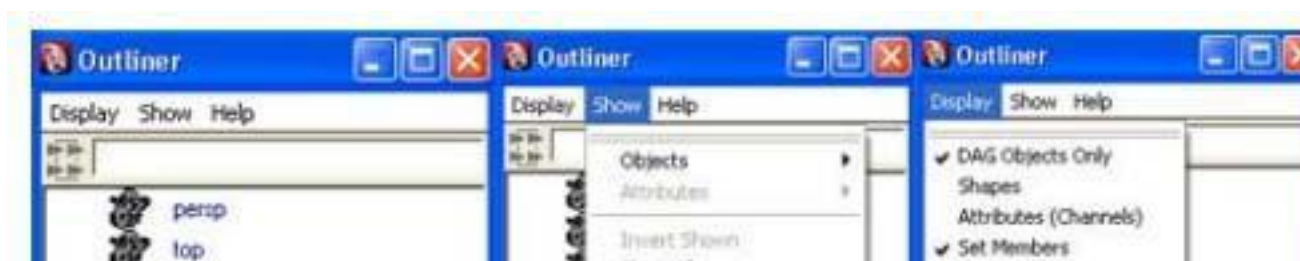 Outliner
Display Show Help
persp
top
Outliner
Display Show Help
Objects
Attributes
Invert Shown
Outliner
Display Show Help
DAG Objects Only
Shapes
Attributes (Channels)
Set Members